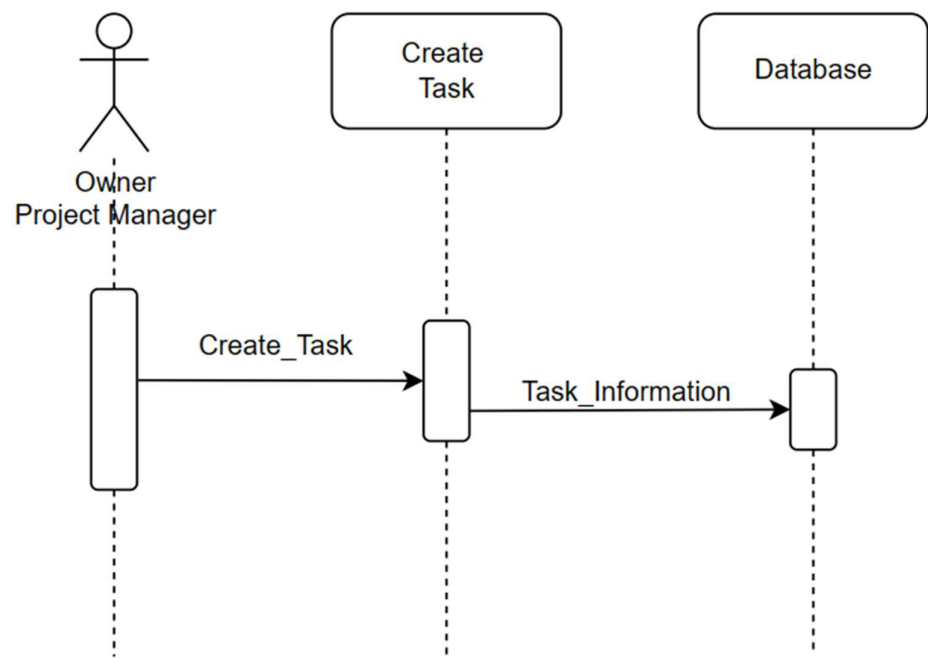 Create
Task
Database
Owner
Project Manager
Create_Task
Task_Information